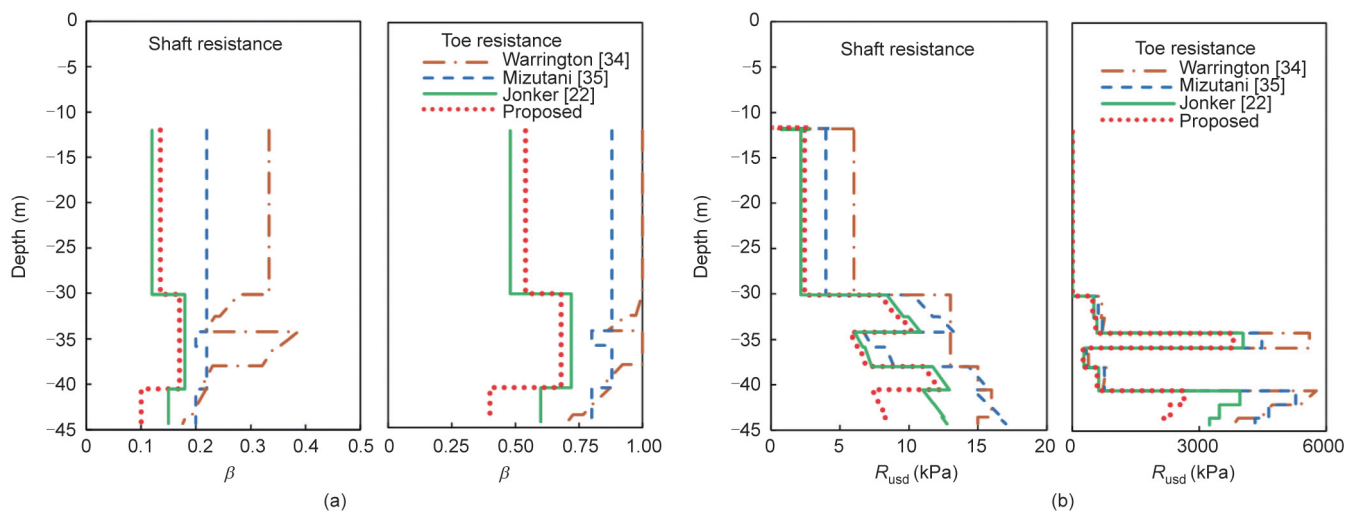 0
−5
−10
−15
−20
−25
−30
−35
−40
−45
Depth (m)
Shaft resistance
0
0.1
0.2
0.3
0.4
0.5
β
Toe resistance
Warrington [34]
Mizutani [35]
Jonker [22]
Proposed
0.50
0.75
1.00
β
(a)
0
−5
−10
−15
−20
−25
−30
−35
−40
−45
Depth (m)
Shaft resistance
0
5
10
15
20
Rusd (kPa)
Toe resistance
Warrington [34]
Mizutani [35]
Jonker [22]
Proposed
0
3000
6000
Rusd (kPa)
(b)